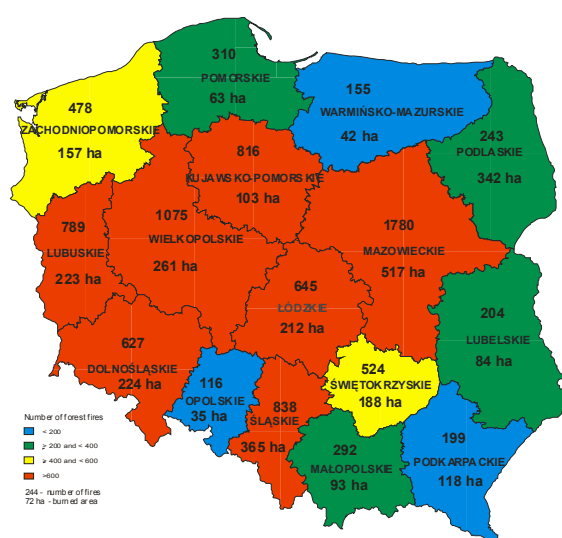 310
POMORSKIE
63 ha
155
WARMIŃSKO-MAZURSKIE
42 ha
478
ZACHODNIOPOMORSKIE
157 ha
243
PODLASKIE
342 ha
816
KUJAWSKO-POMORSKIE
103 ha
1075
WIELKOPOLSKIE
261 ha
1780
MAZOWIECKIE
517 ha
789
LUBUSKIE
223 ha
645
ŁÓDZKIE
212 ha
204
LUBELSKIE
84 ha
627
DOLNOŚLĄSKIE
224 ha
116
OPOLSKIE
35 ha
838
ŚLĄSKIE
365 ha
524
ŚWIĘTOKRZYSKIE
188 ha
292
MAŁOPOLSKIE
93 ha
199
PODKARPACKIE
118 ha
Number of forest fires
< 200
≥ 200 and < 400
≥ 400 and < 600
>600
244 - number of fires
72 ha - burned area